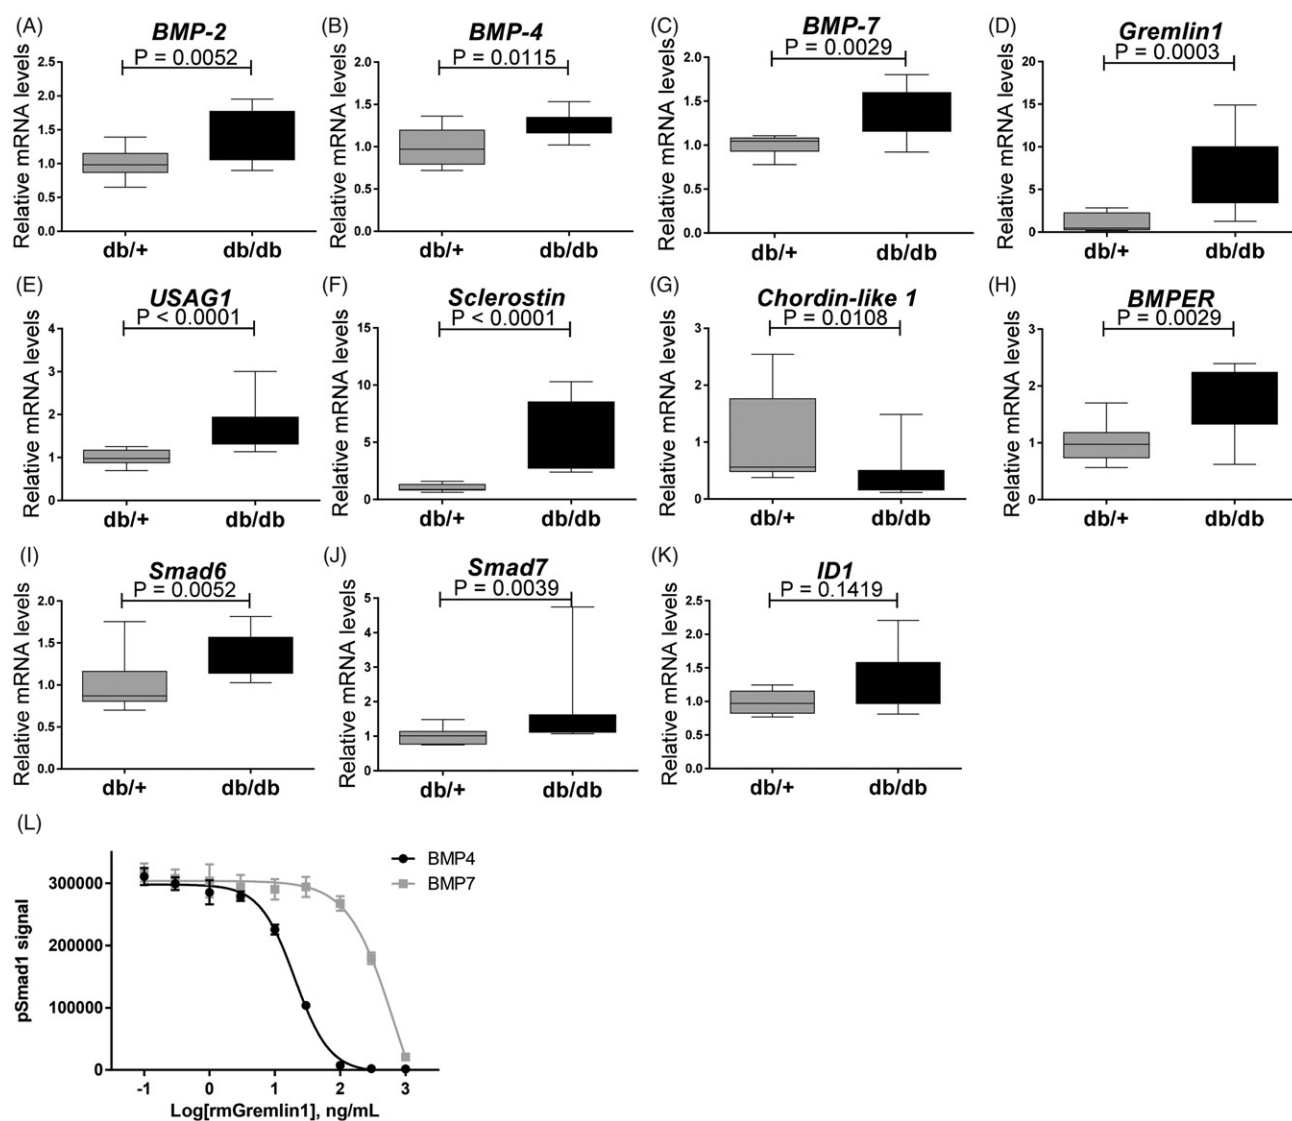 (A)
BMP-2
P = 0.0052
Relative mRNA levels
2.5
2.0
1.5
1.0
0.5
0.0
db/+
db/db
(B)
BMP-4
P = 0.0115
Relative mRNA levels
2.0
1.5
1.0
0.5
0.0
db/+
db/db
(C)
BMP-7
P = 0.0029
Relative mRNA levels
2.0
1.5
1.0
0.5
0.0
db/+
db/db
(D)
Gremlin1
P = 0.0003
Relative mRNA levels
20
15
10
5
0
db/+
db/db
(E)
USAG1
P < 0.0001
Relative mRNA levels
4
3
2
1
0
db/+
db/db
(F)
Sclerostin
P < 0.0001
Relative mRNA levels
15
10
5
0
db/+
db/db
(G)
Chordin-like 1
P = 0.0108
Relative mRNA levels
3
2
1
0
db/+
db/db
(H)
BMPER
P = 0.0029
Relative mRNA levels
3
2
1
0
db/+
db/db
(I)
Smad6
P = 0.0052
Relative mRNA levels
2.0
1.5
1.0
0.5
0.0
db/+
db/db
(J)
Smad7
P = 0.0039
Relative mRNA levels
5
4
3
2
1
0
db/+
db/db
(K)
ID1
P = 0.1419
Relative mRNA levels
2.5
2.0
1.5
1.0
0.5
0.0
db/+
db/db
(L)
BMP4
BMP7
pSmad1 signal
300000
200000
100000
0
-1 0 1 2 3
Log[rmGremlin1], ng/mL